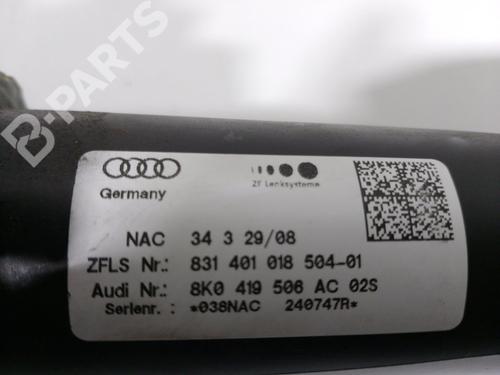 B-PARTS
Germany
ZF Lenksysteme
NAC 34 3 29/08
ZFLS Nr.: 831 401 018 504-01
Audi Nr.: 8K0 419 506 AC 02S
Serienr.: *038NAC 240747R*